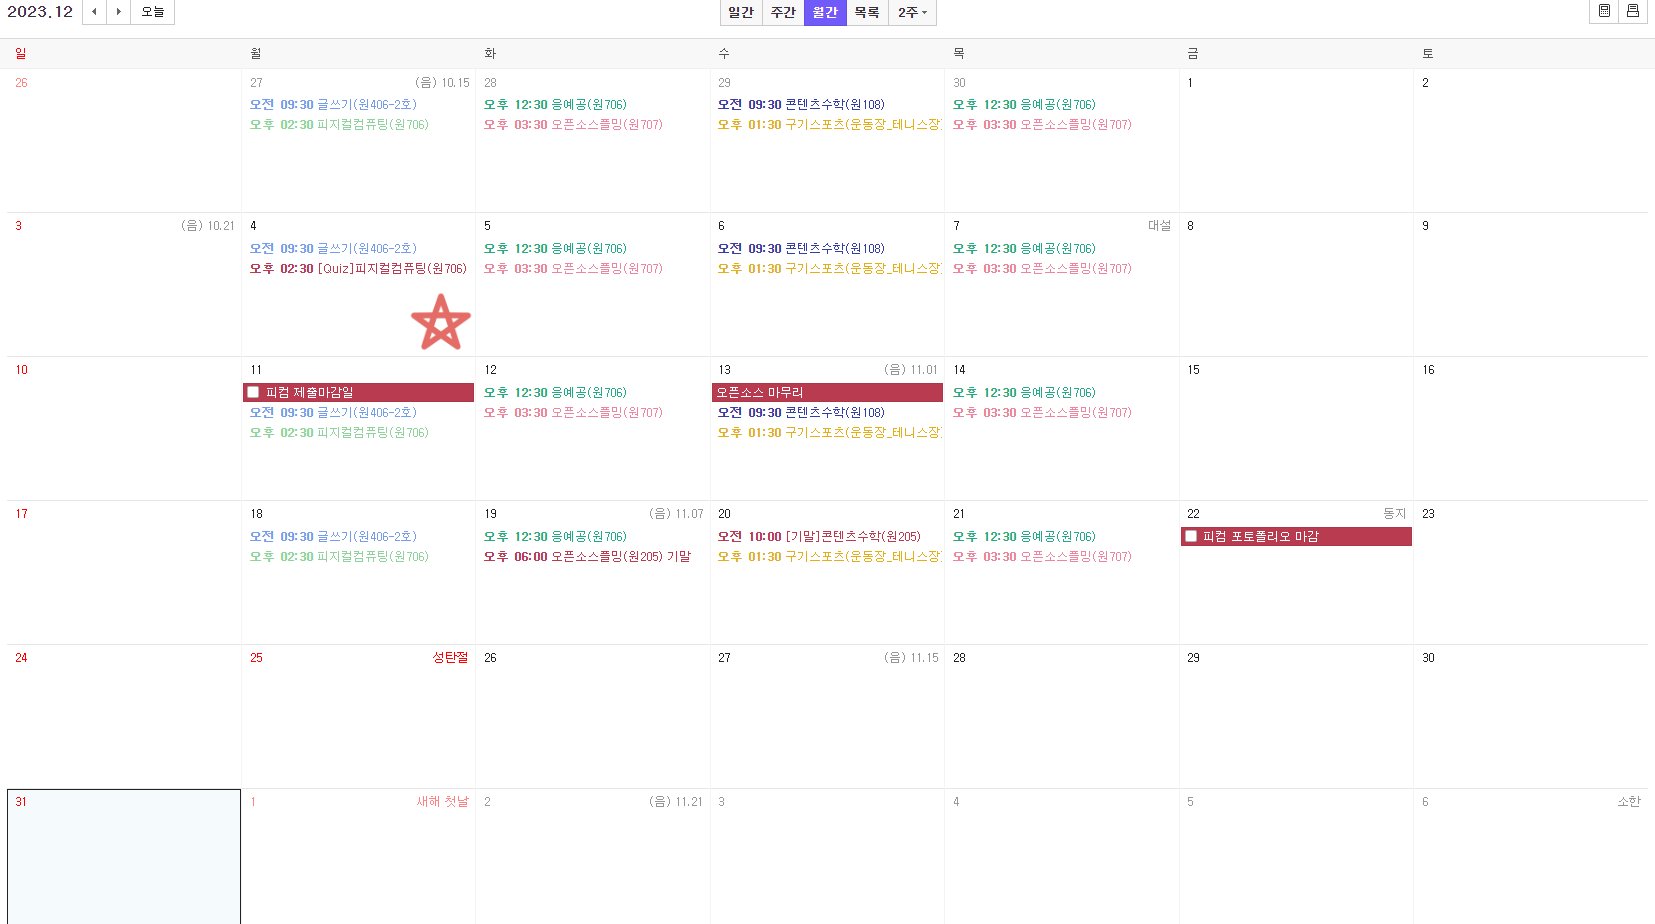 2023.12 오늘 일간 주간 월간 목록 2주
일 월 화 수 목 금 토
26 27 (음) 10.15 28 29 30 1 2
오전 09:30 글쓰기(원406-2호) 오후 12:30 응예공(원706) 오전 09:30 콘텐츠수학(원108) 오후 12:30 응예공(원706)
오후 02:30 피지컬컴퓨팅(원706) 오후 03:30 오픈소스플밍(원707) 오후 01:30 구기스포츠(운동장_테니스장) 오후 03:30 오픈소스플밍(원707)
3 (음) 10.21 4 5 6 7 대설 8 9
오전 09:30 글쓰기(원406-2호) 오후 12:30 응예공(원706) 오전 09:30 콘텐츠수학(원108) 오후 12:30 응예공(원706)
오후 02:30 [Quiz]피지컬컴퓨팅(원706) 오후 03:30 오픈소스플밍(원707) 오후 01:30 구기스포츠(운동장_테니스장) 오후 03:30 오픈소스플밍(원707)
10 11 12 13 (음) 11.01 14 15 16
피컴 제출마감일 오후 12:30 응예공(원706) 오픈소스 마무리 오후 12:30 응예공(원706)
오전 09:30 글쓰기(원406-2호) 오후 03:30 오픈소스플밍(원707) 오전 09:30 콘텐츠수학(원108) 오후 03:30 오픈소스플밍(원707)
오후 02:30 피지컬컴퓨팅(원706) 오후 01:30 구기스포츠(운동장_테니스장)
17 18 19 (음) 11.07 20 21 22 동지 23
오전 09:30 글쓰기(원406-2호) 오후 12:30 응예공(원706) 오전 10:00 [기말]콘텐츠수학(원205) 오후 12:30 응예공(원706) 피컴 포토폴리오 마감
오후 02:30 피지컬컴퓨팅(원706) 오후 06:00 오픈소스플밍(원205) 기말 오후 01:30 구기스포츠(운동장_테니스장) 오후 03:30 오픈소스플밍(원707)
24 25 성탄절 26 27 (음) 11.15 28 29 30
31 1 새해 첫날 2 (음) 11.21 3 4 5 6 소한